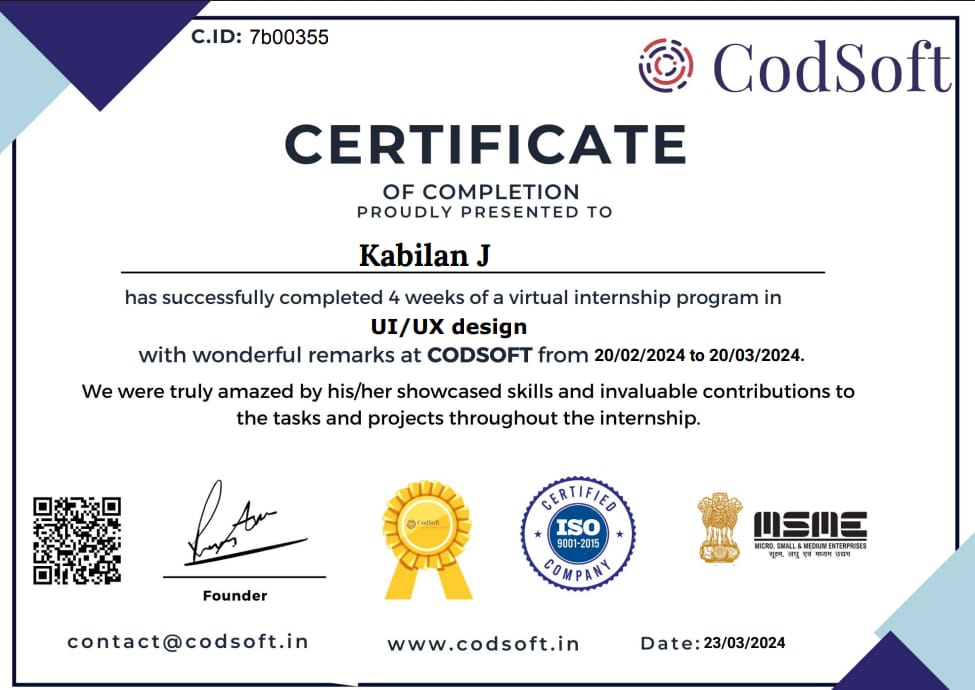 C.ID: 7b00355
CodSoft
CERTIFICATE
OF COMPLETION
PROUDLY PRESENTED TO
Kabilan J
has successfully completed 4 weeks of a virtual internship program in
UI/UX design
with wonderful remarks at CODSOFT from 20/02/2024 to 20/03/2024.
We were truly amazed by his/her showcased skills and invaluable contributions to
the tasks and projects throughout the internship.
Founder
CodSoft
CERTIFIED
ISO
9001-2015
COMPANY
MSME
MICRO, SMALL & MEDIUM ENTERPRISES
सूक्ष्म, लघु एवं मध्यम उद्यम
contact@codsoft.in
www.codsoft.in
Date: 23/03/2024